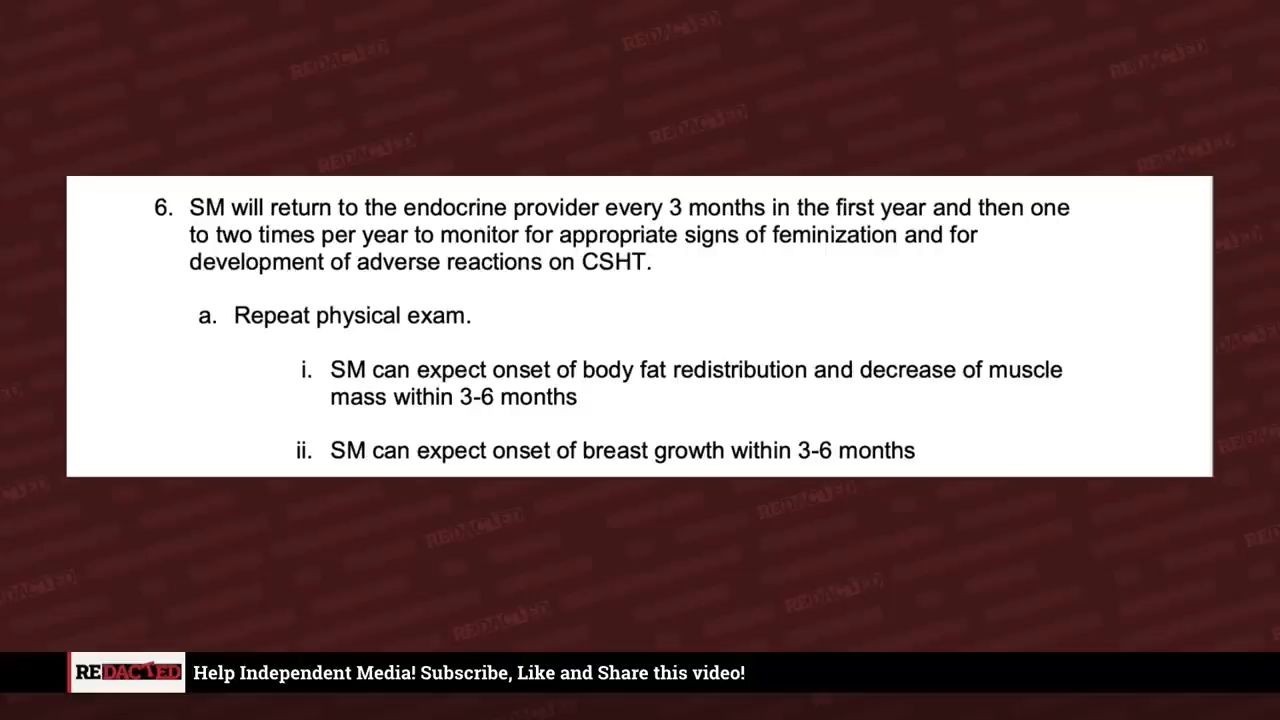 6. SM will return to the endocrine provider every 3 months in the first year and then one
to two times per year to monitor for appropriate signs of feminization and for
development of adverse reactions on CSHT.
a. Repeat physical exam.
i. SM can expect onset of body fat redistribution and decrease of muscle
mass within 3-6 months
ii. SM can expect onset of breast growth within 3-6 months
REDACTED Help Independent Media! Subscribe, Like and Share this video!